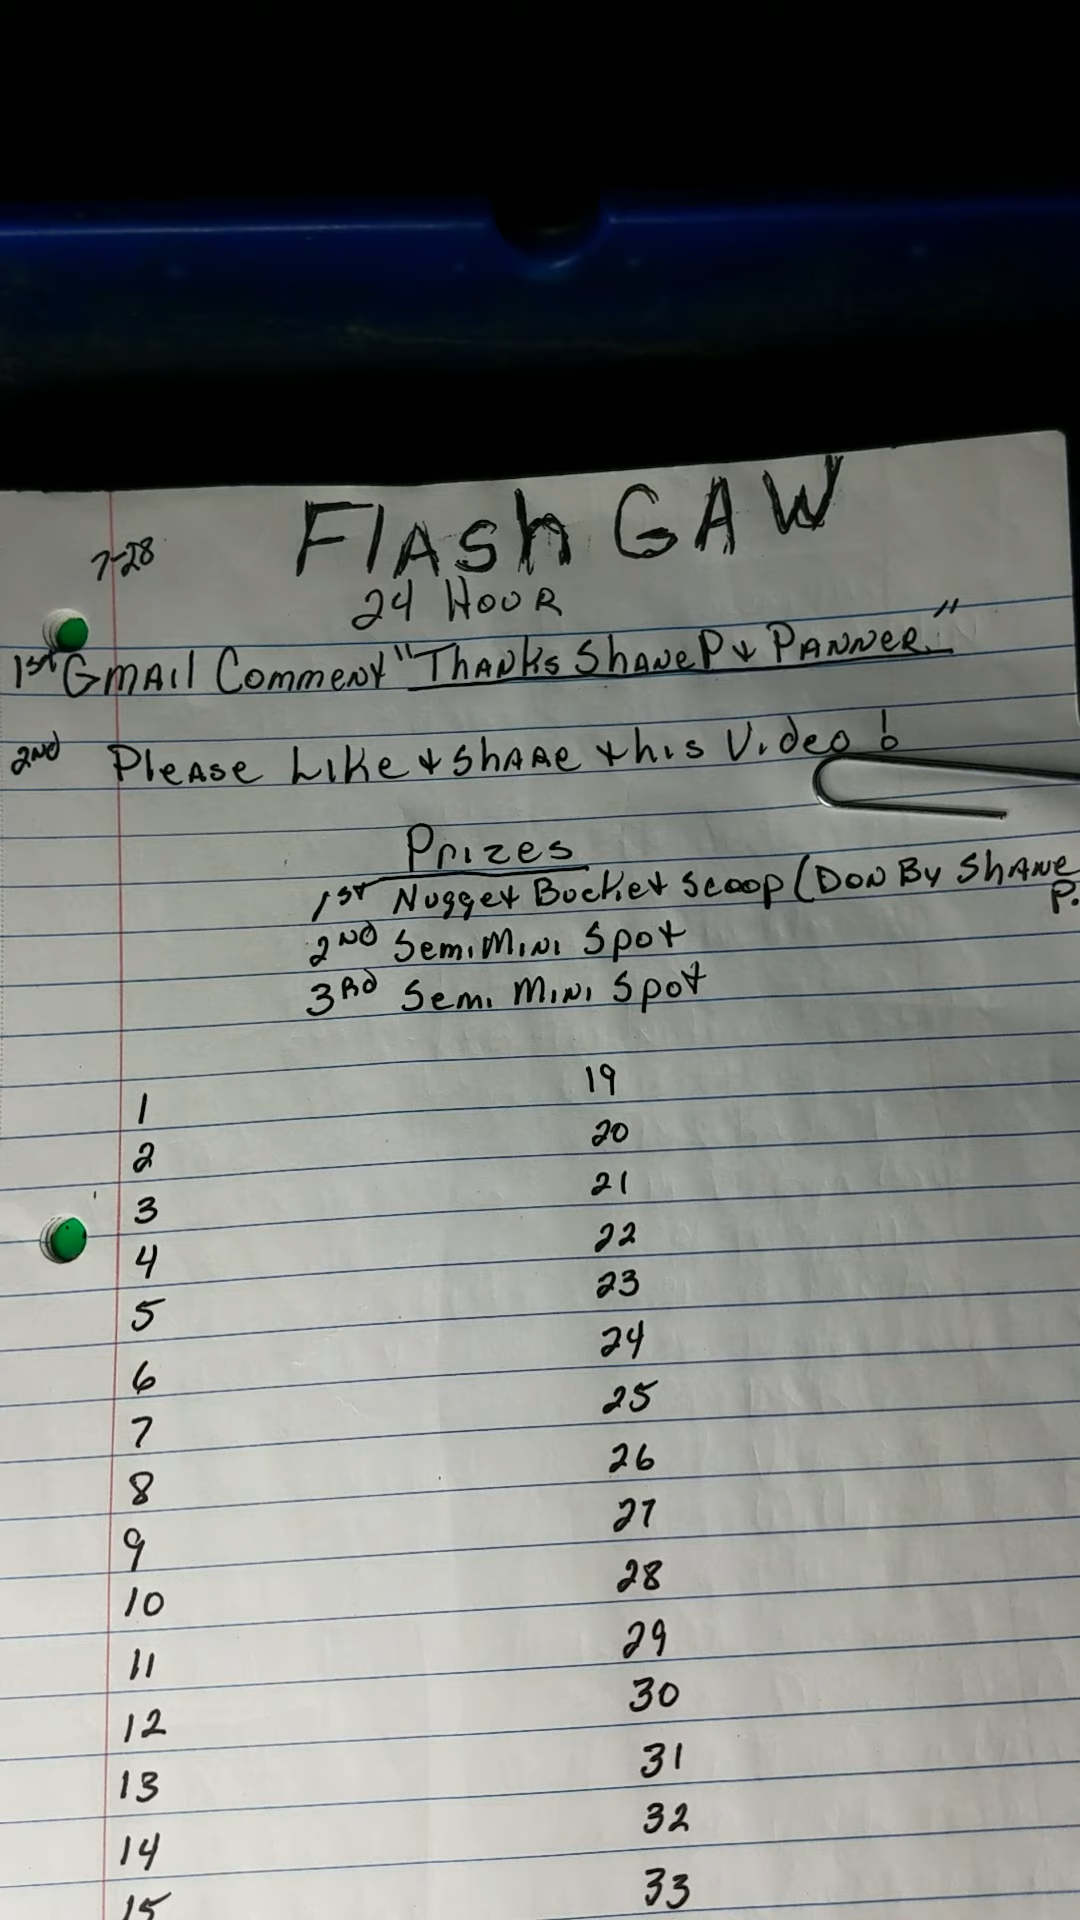 Flash GAW
7-28
24 Hour
1st Gmail Comment "Thanks ShaneP & Panner."
2nd Please Like & Share this Video!
Prizes
1st Nugget Bucket Scoop (Don By Shane P.
2nd Semi Mini Spot
3rd Semi Mini Spot
1 19
2 20
3 21
4 22
5 23
6 24
7 25
8 26
9 27
10 28
11 29
12 30
13 31
14 32
15 33